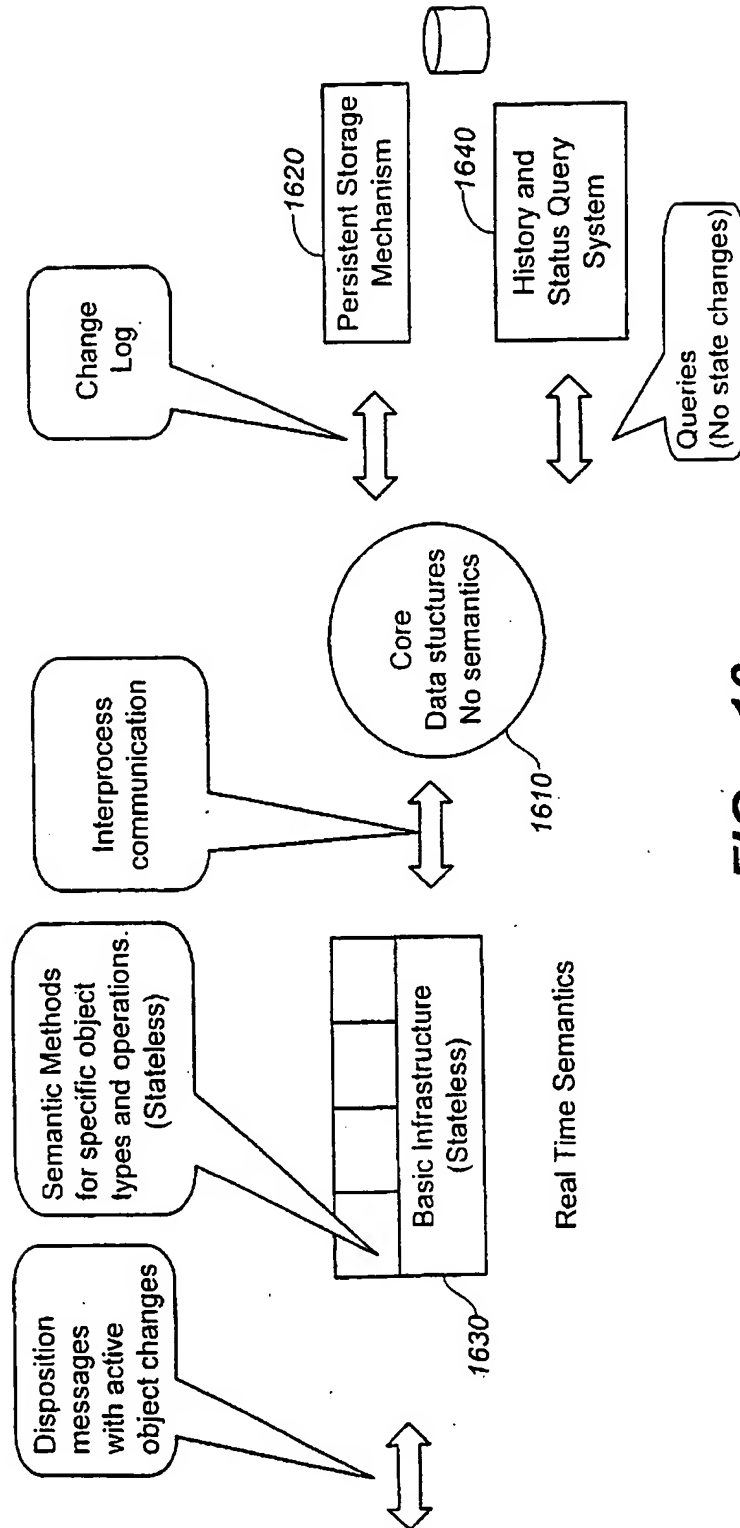 Disposition
messages
with active
object changes
Semantic Methods
for specific object
types and operations.
(Stateless)
Interprocess
communication
Change
Log
Basic Infrastructure
(Stateless)
1630
Real Time Semantics
Core
Data stuctures
No semantics
1610
1620
Persistent Storage
Mechanism
1640
History and
Status Query
System
Queries
(No state changes)